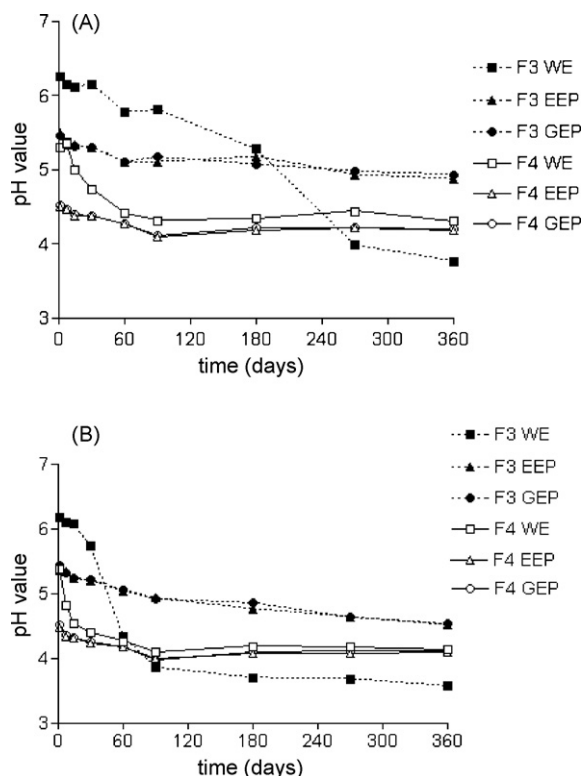 (A)
7
6
5
4
3
pH value
0 60 120 180 240 300 360
time (days)
F3 WE
F3 EEP
F3 GEP
F4 WE
F4 EEP
F4 GEP
(B)
7
6
5
4
3
pH value
0 60 120 180 240 300 360
time (days)
F3 WE
F3 EEP
F3 GEP
F4 WE
F4 EEP
F4 GEP